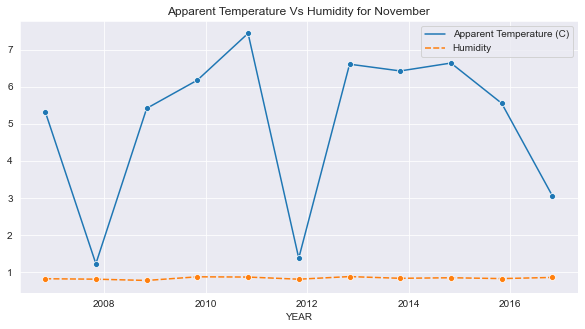 Apparent Temperature Vs Humidity for November
Apparent Temperature (C)
Humidity
7
6
5
4
3
2
1
2008 2010 2012 2014 2016
YEAR